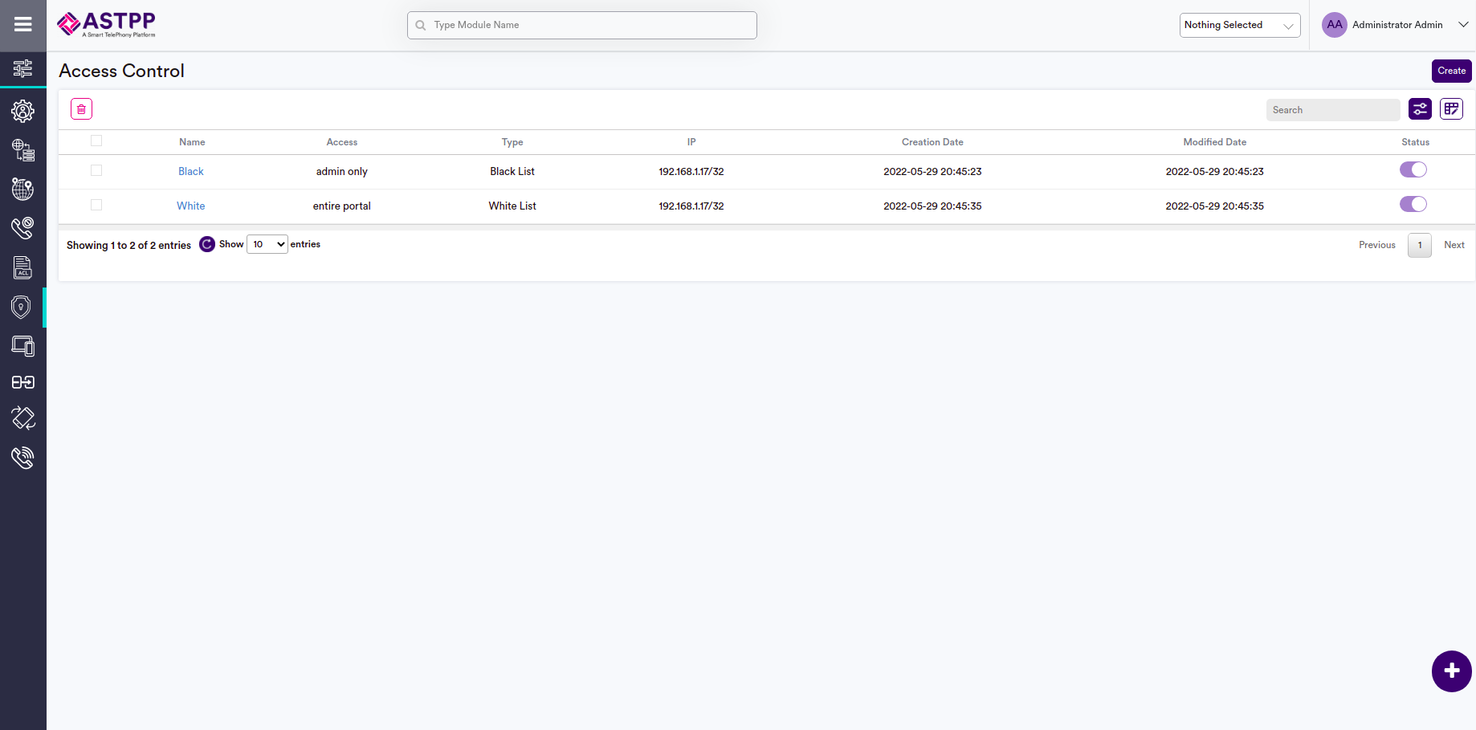 ASTPP
A Smart TelePhony Platform
Type Module Name
Nothing Selected
AA
Administrator Admin
Access Control
Create
Search
Name Access Type IP Creation Date Modified Date Status
Black admin only Black List 192.168.1.17/32 2022-05-29 20:45:23 2022-05-29 20:45:23
White entire portal White List 192.168.1.17/32 2022-05-29 20:45:35 2022-05-29 20:45:35
Showing 1 to 2 of 2 entries Show 10 entries Previous 1 Next
ACL